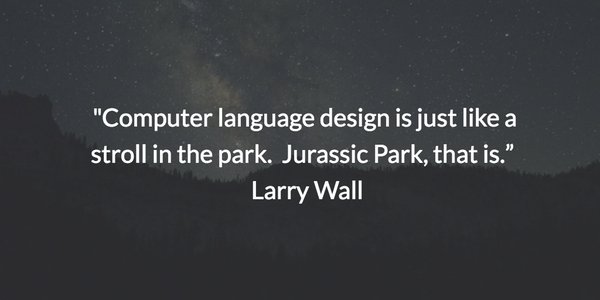 "Computer language design is just like a
stroll in the park.  Jurassic Park, that is.”
Larry Wall